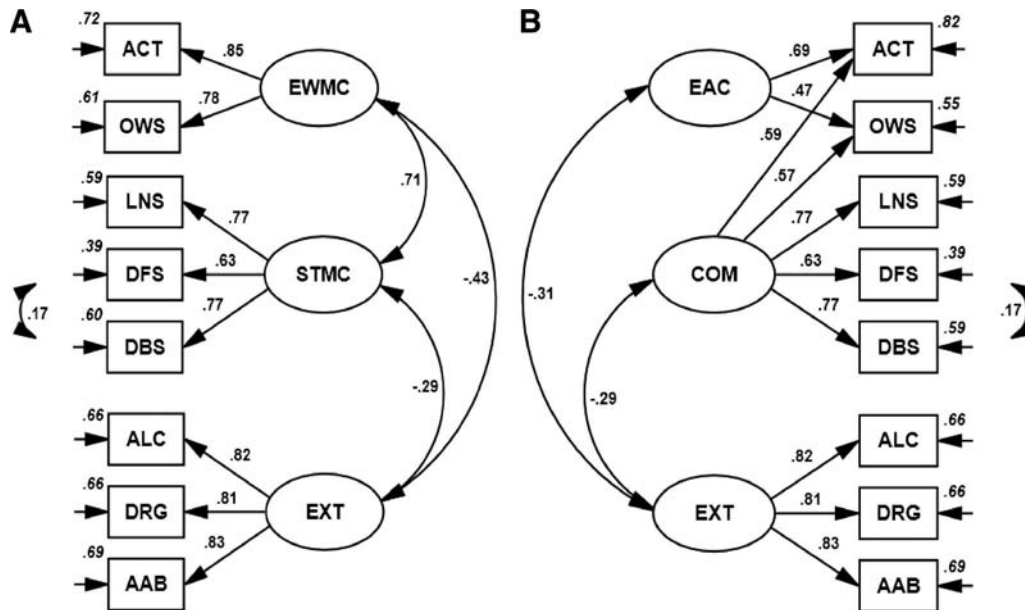 A
.72
ACT
.85
EWMC
.61
OWS
.78
.59
LNS
.77
.71
.39
DFS
.63
STMC
-.43
.17
.60
DBS
.77
-.29
.66
ALC
.82
.66
DRG
.81
EXT
.69
AAB
.83
B
.82
ACT
.69
EAC
.47
.55
OWS
.59
.57
.59
LNS
.77
.39
DFS
.63
COM
-.31
.17
.59
DBS
.77
-.29
.66
ALC
.82
.66
DRG
.81
EXT
.69
AAB
.83